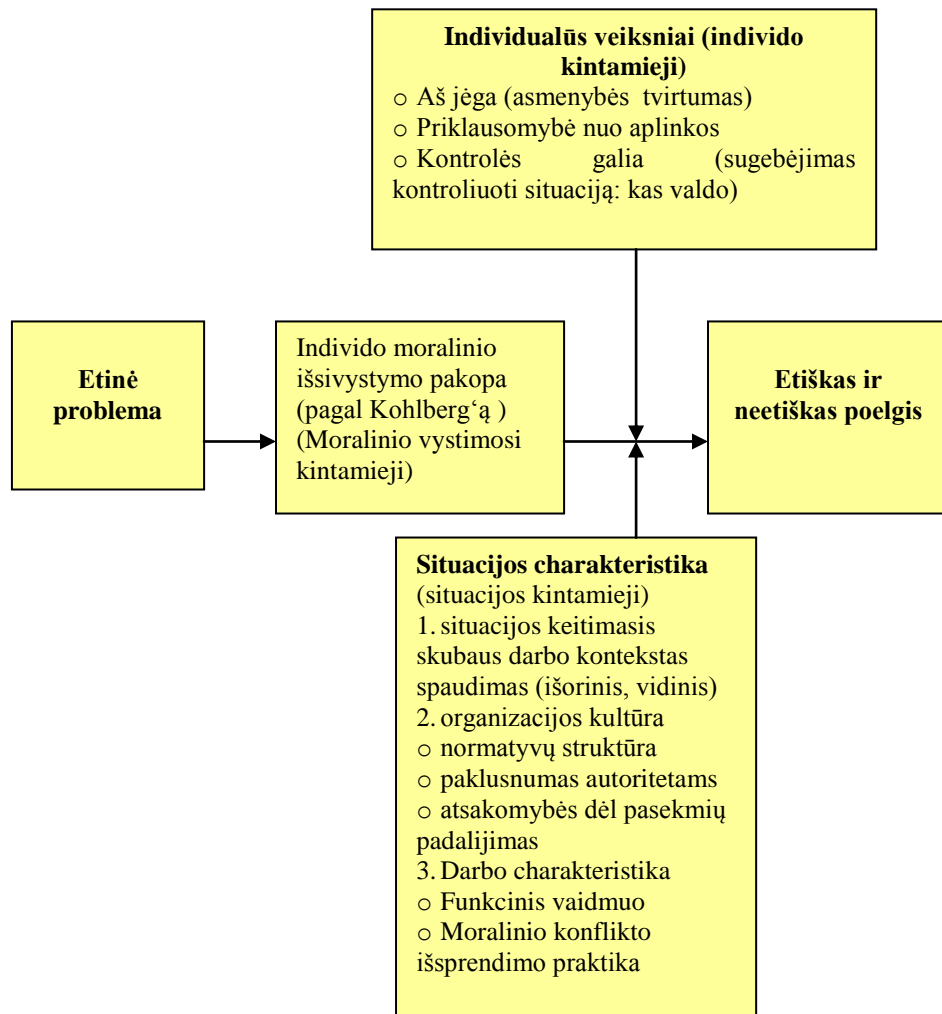 Individualūs veiksniai (individo
kintamieji)
o Aš jėga (asmenybės tvirtumas)
o Priklausomybė nuo aplinkos
o Kontrolės galia (sugebėjimas
kontroliuoti situaciją: kas valdo)
Etinė
problema
Individo moralinio
išsivystymo pakopa
(pagal Kohlberg‘ą )
(Moralinio vystimosi
kintamieji)
Etiškas ir
neetiškas poelgis
Situacijos charakteristika
(situacijos kintamieji)
1. situacijos keitimasis
skubaus darbo kontekstas
spaudimas (išorinis, vidinis)
2. organizacijos kultūra
o normatyvų struktūra
o paklusnumas autoritetams
o atsakomybės dėl pasekmių
padalijimas
3. Darbo charakteristika
o Funkcinis vaidmuo
o Moralinio konflikto
išsprendimo praktika